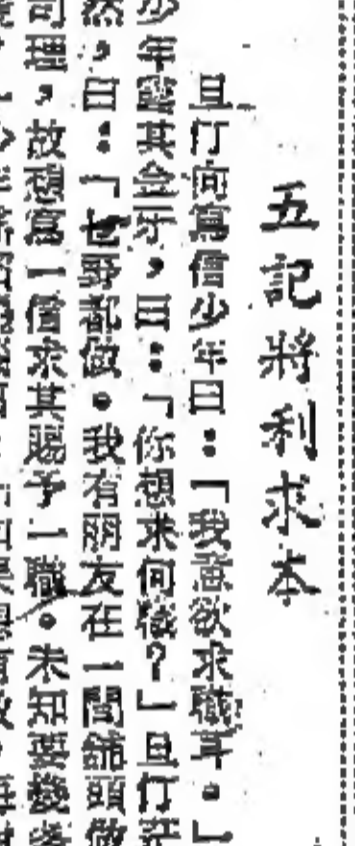 五記將利求本
且仃向寫信少年曰：「我意欲求職耳。」
少年露其金牙，曰：「你想求何職？」且仃茫
然，曰：「乜野都做。我有朋友在一間舖頭做
司理，故想寫一信求其賜予一職。未知要幾